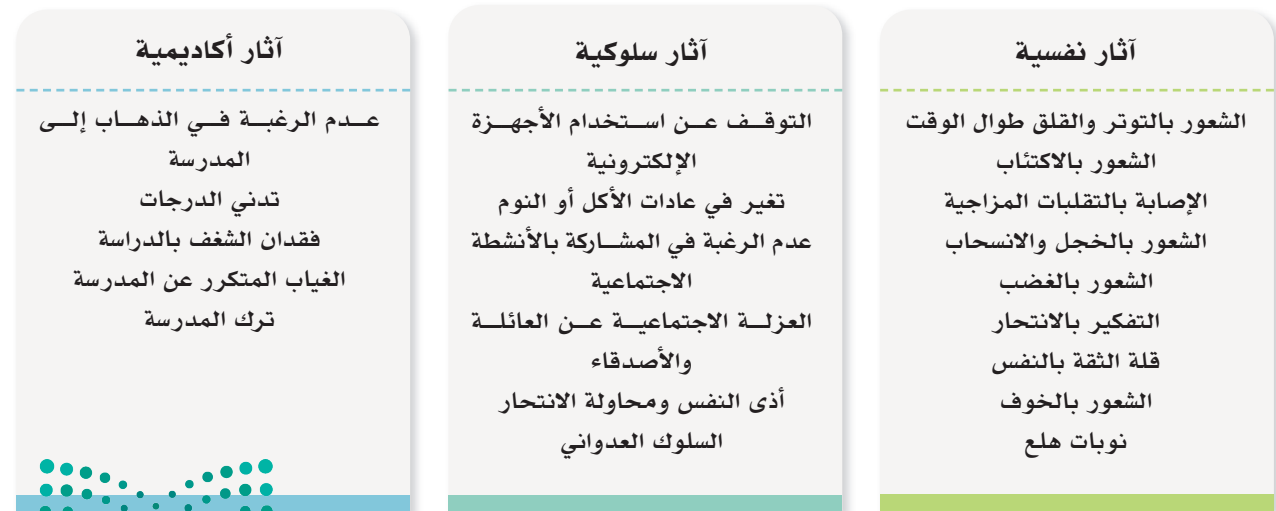 آثار نفسية
الشعور بالتوتر والقلق طوال الوقت
الشعور بالاكتئاب
الإصابة بالتقلبات المزاجية
الشعور بالخجل والانسحاب
الشعور بالغضب
التفكير بالانتحار
قلة الثقة بالنفس
الشعور بالخوف
نوبات هلع
آثار سلوكية
التوقف عن استخدام الأجهزة
الإلكترونية
تغير في عادات الأكل أو النوم
عدم الرغبة في المشاركة بالأنشطة
الاجتماعية
العزلة الاجتماعية عن العائلة
والأصدقاء
أذى النفس ومحاولة الانتحار
السلوك العدواني
آثار أكاديمية
عدم الرغبة في الذهاب إلى
المدرسة
تدني الدرجات
فقدان الشغف بالدراسة
الغياب المتكرر عن المدرسة
ترك المدرسة